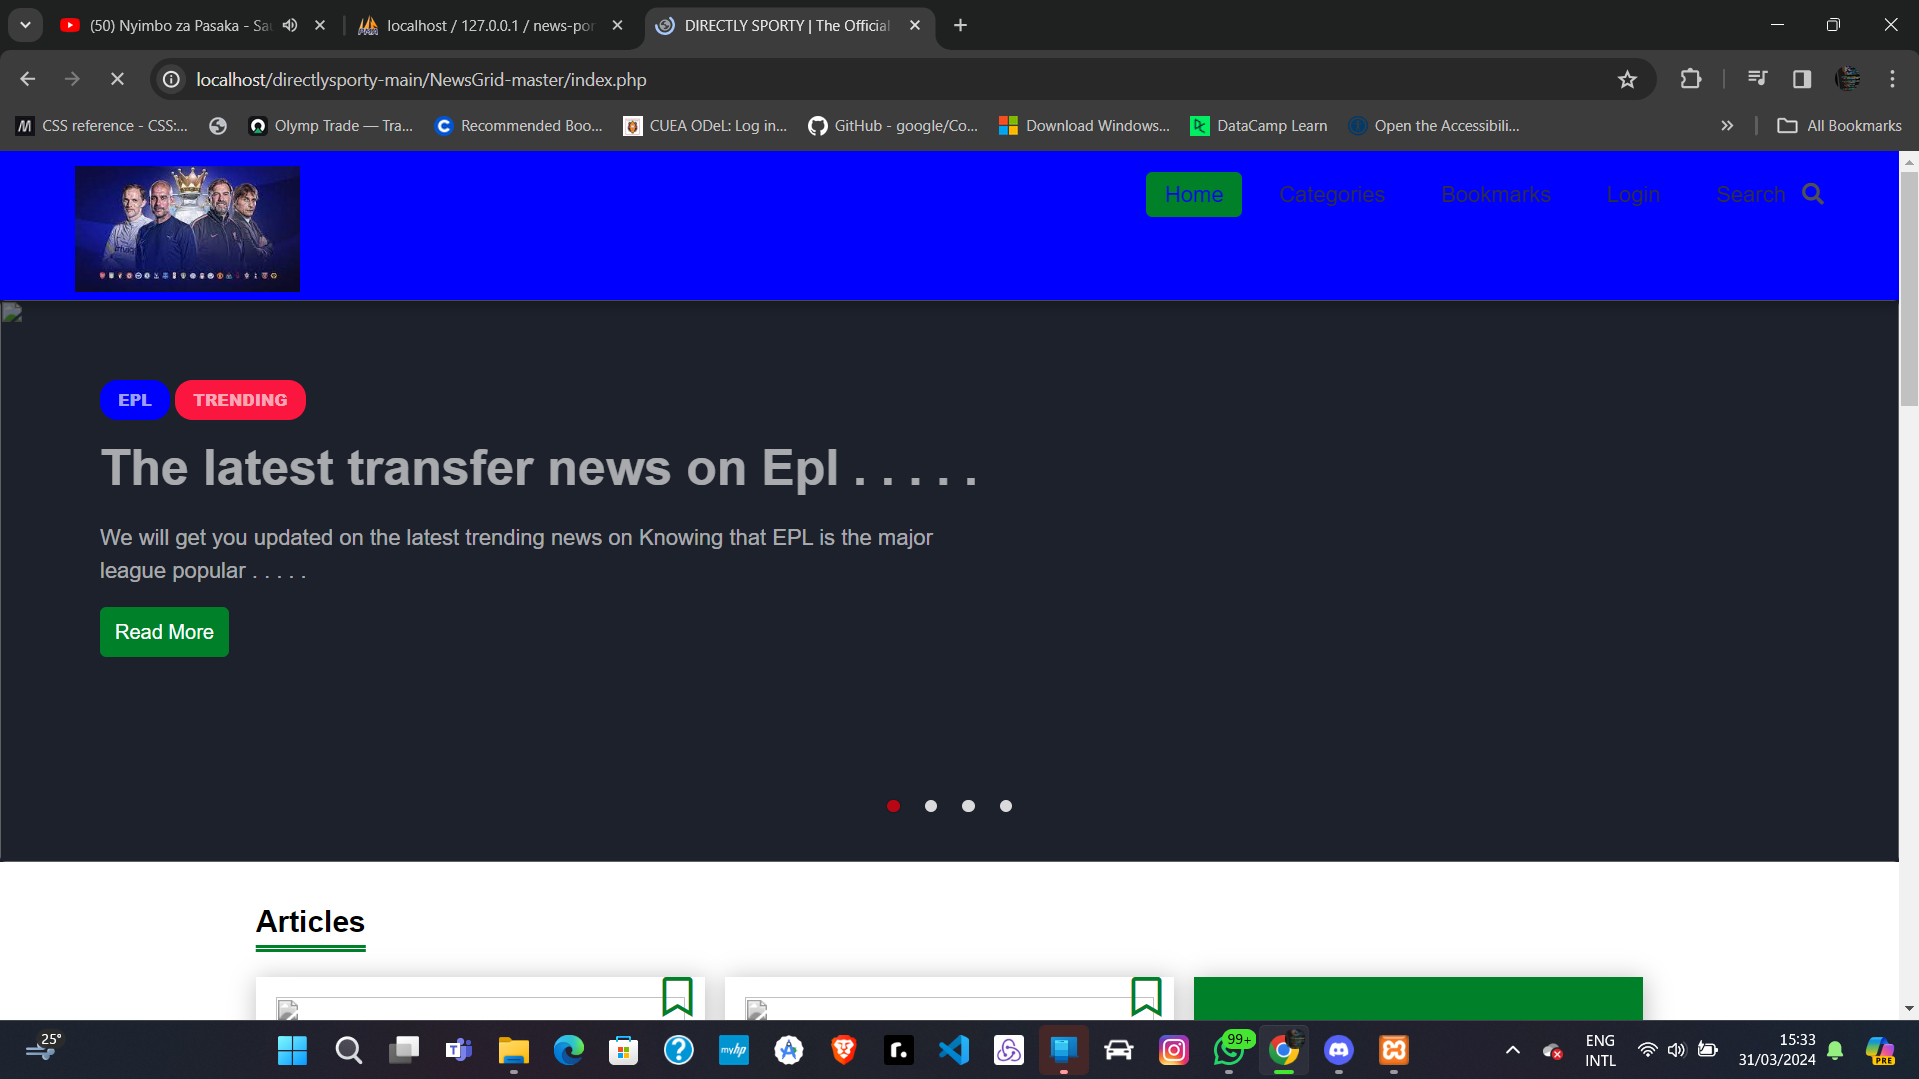 (50) Nyimbo za Pasaka - Sau
localhost / 127.0.0.1 / news-por
DIRECTLY SPORTY | The Official
localhost/directlysporty-main/NewsGrid-master/index.php
CSS reference - CSS:...
Olymp Trade — Tra...
Recommended Boo...
CUEA ODeL: Log in...
GitHub - google/Co...
Download Windows...
DataCamp Learn
Open the Accessibili...
All Bookmarks
Home
Categories
Bookmarks
Login
Search
EPL
TRENDING
The latest transfer news on Epl . . . . .
We will get you updated on the latest trending news on Knowing that EPL is the major
league popular . . . . .
Read More
Articles
25°
myhp
99+
ENG
INTL
15:33
31/03/2024
PRE